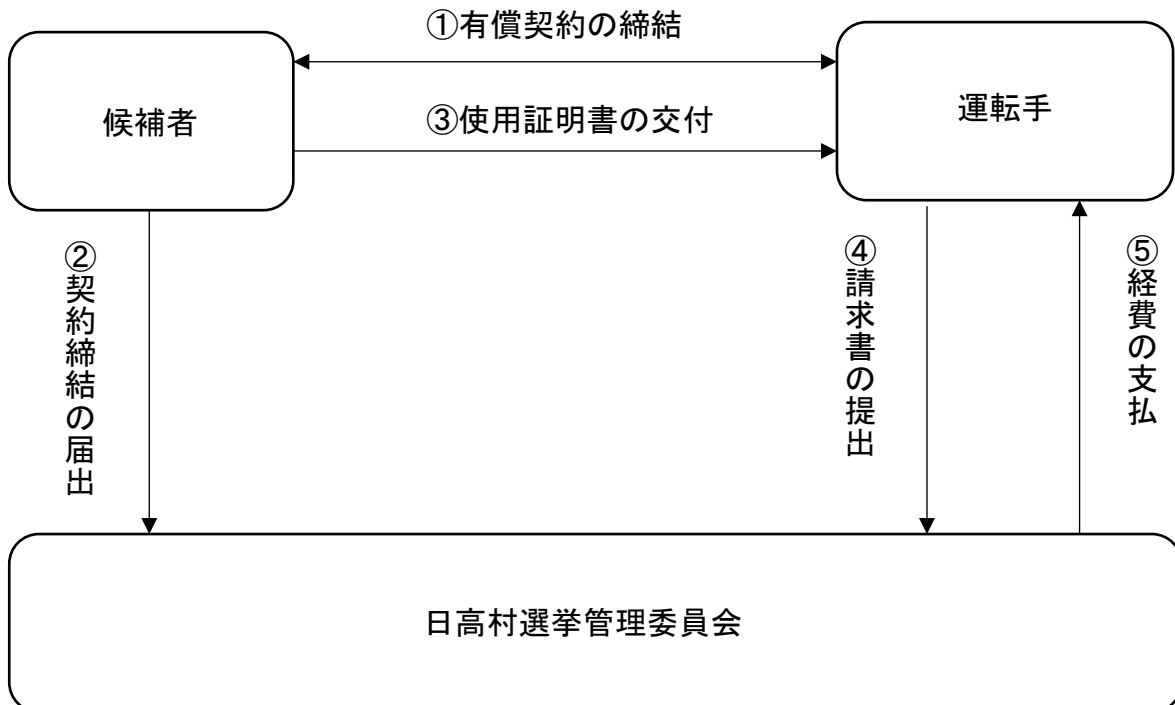 ①有償契約の締結
候補者
運転手
③使用証明書の交付
②契約締結の届出
④請求書の提出
⑤経費の支払
日高村選挙管理委員会